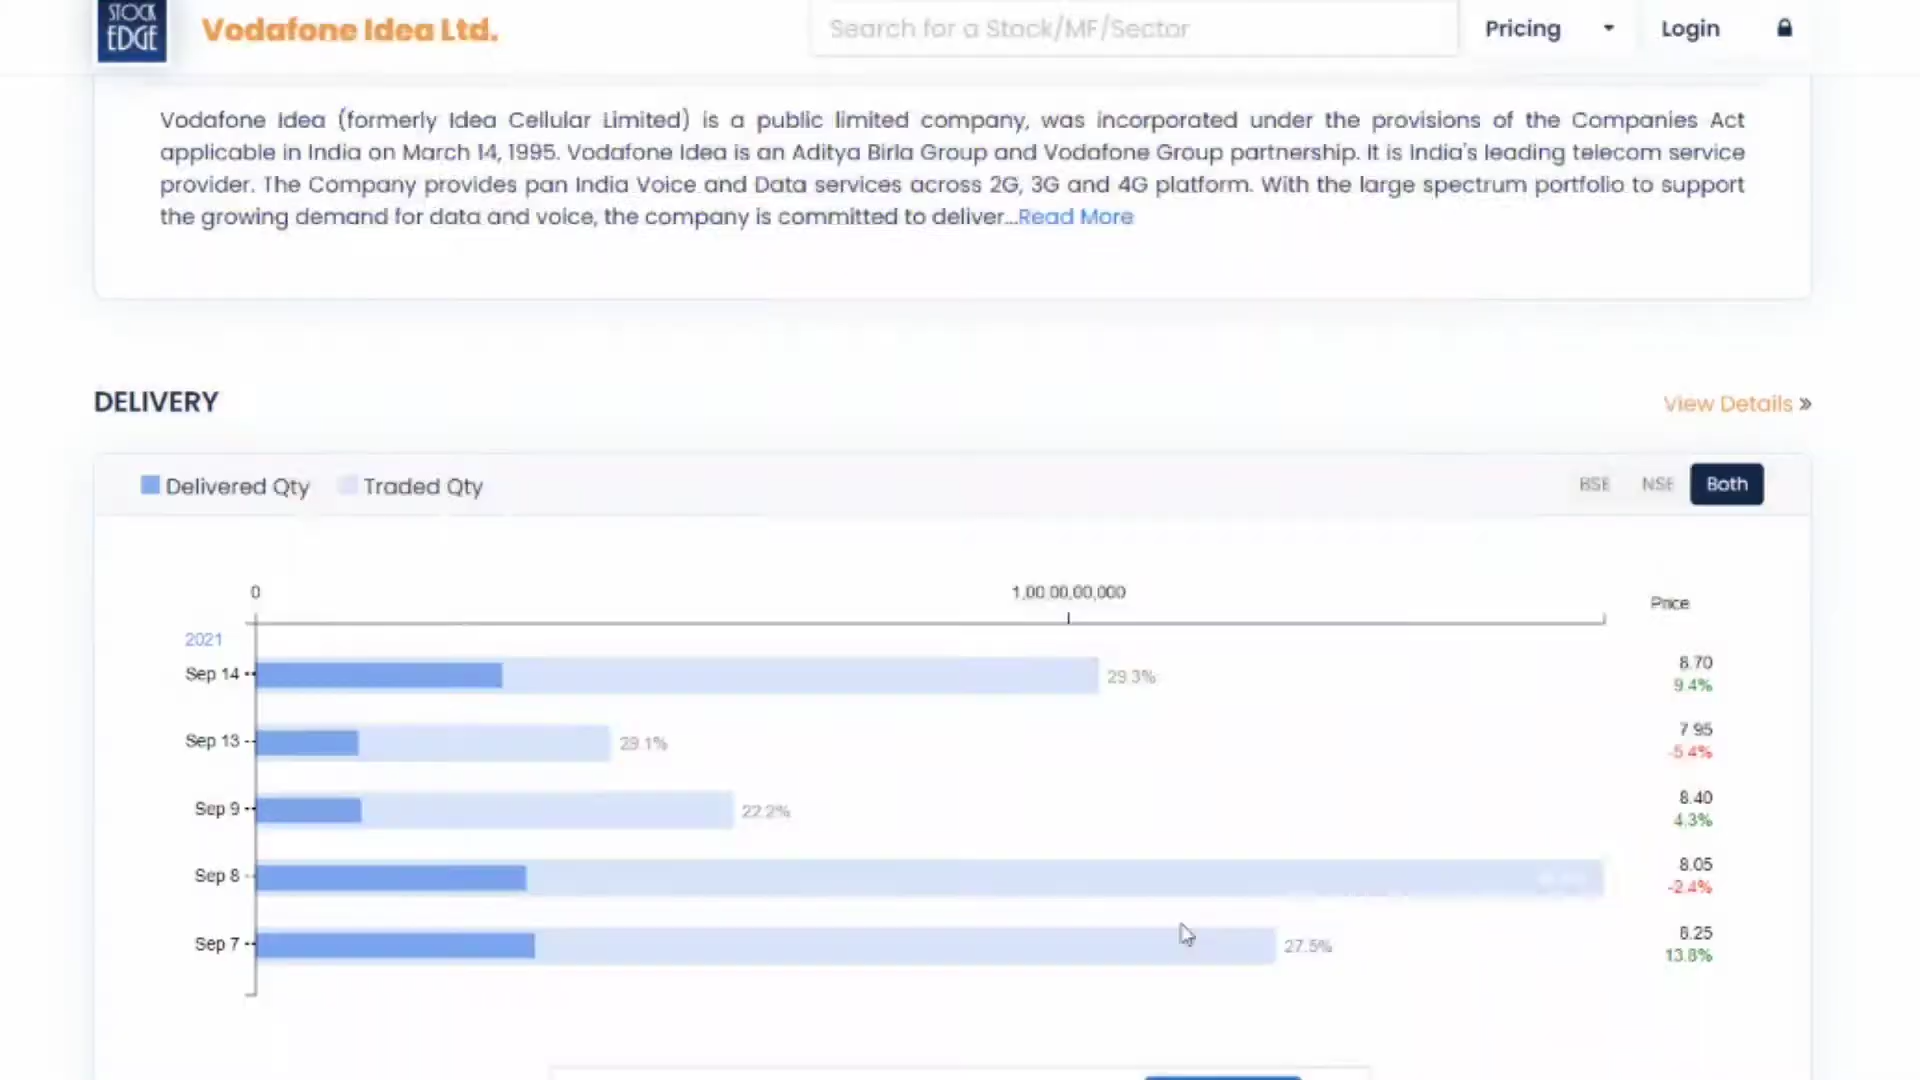 STOCK
EDGE
Vodafone Idea Ltd.
Search for a Stock/MF/Sector
Pricing
Login
Vodafone Idea (formerly Idea Cellular Limited) is a public limited company, was incorporated under the provisions of the Companies Act
applicable in India on March 14, 1995. Vodafone Idea is an Aditya Birla Group and Vodafone Group partnership. It is India's leading telecom service
provider. The Company provides pan India Voice and Data services across 2G, 3G and 4G platform. With the large spectrum portfolio to support
the growing demand for data and voice, the company is committed to deliver...Read More
DELIVERY
View Details »
Delivered Qty Traded Qty
BSE NSE Both
0 1,00,00,00,000 Price
2021
Sep 14 29.3% 8.70
9.4%
Sep 13 29.1% 7.95
-5.4%
Sep 9 22.2% 8.40
4.3%
Sep 8 8.05
-2.4%
Sep 7 27.5% 8.25
13.8%